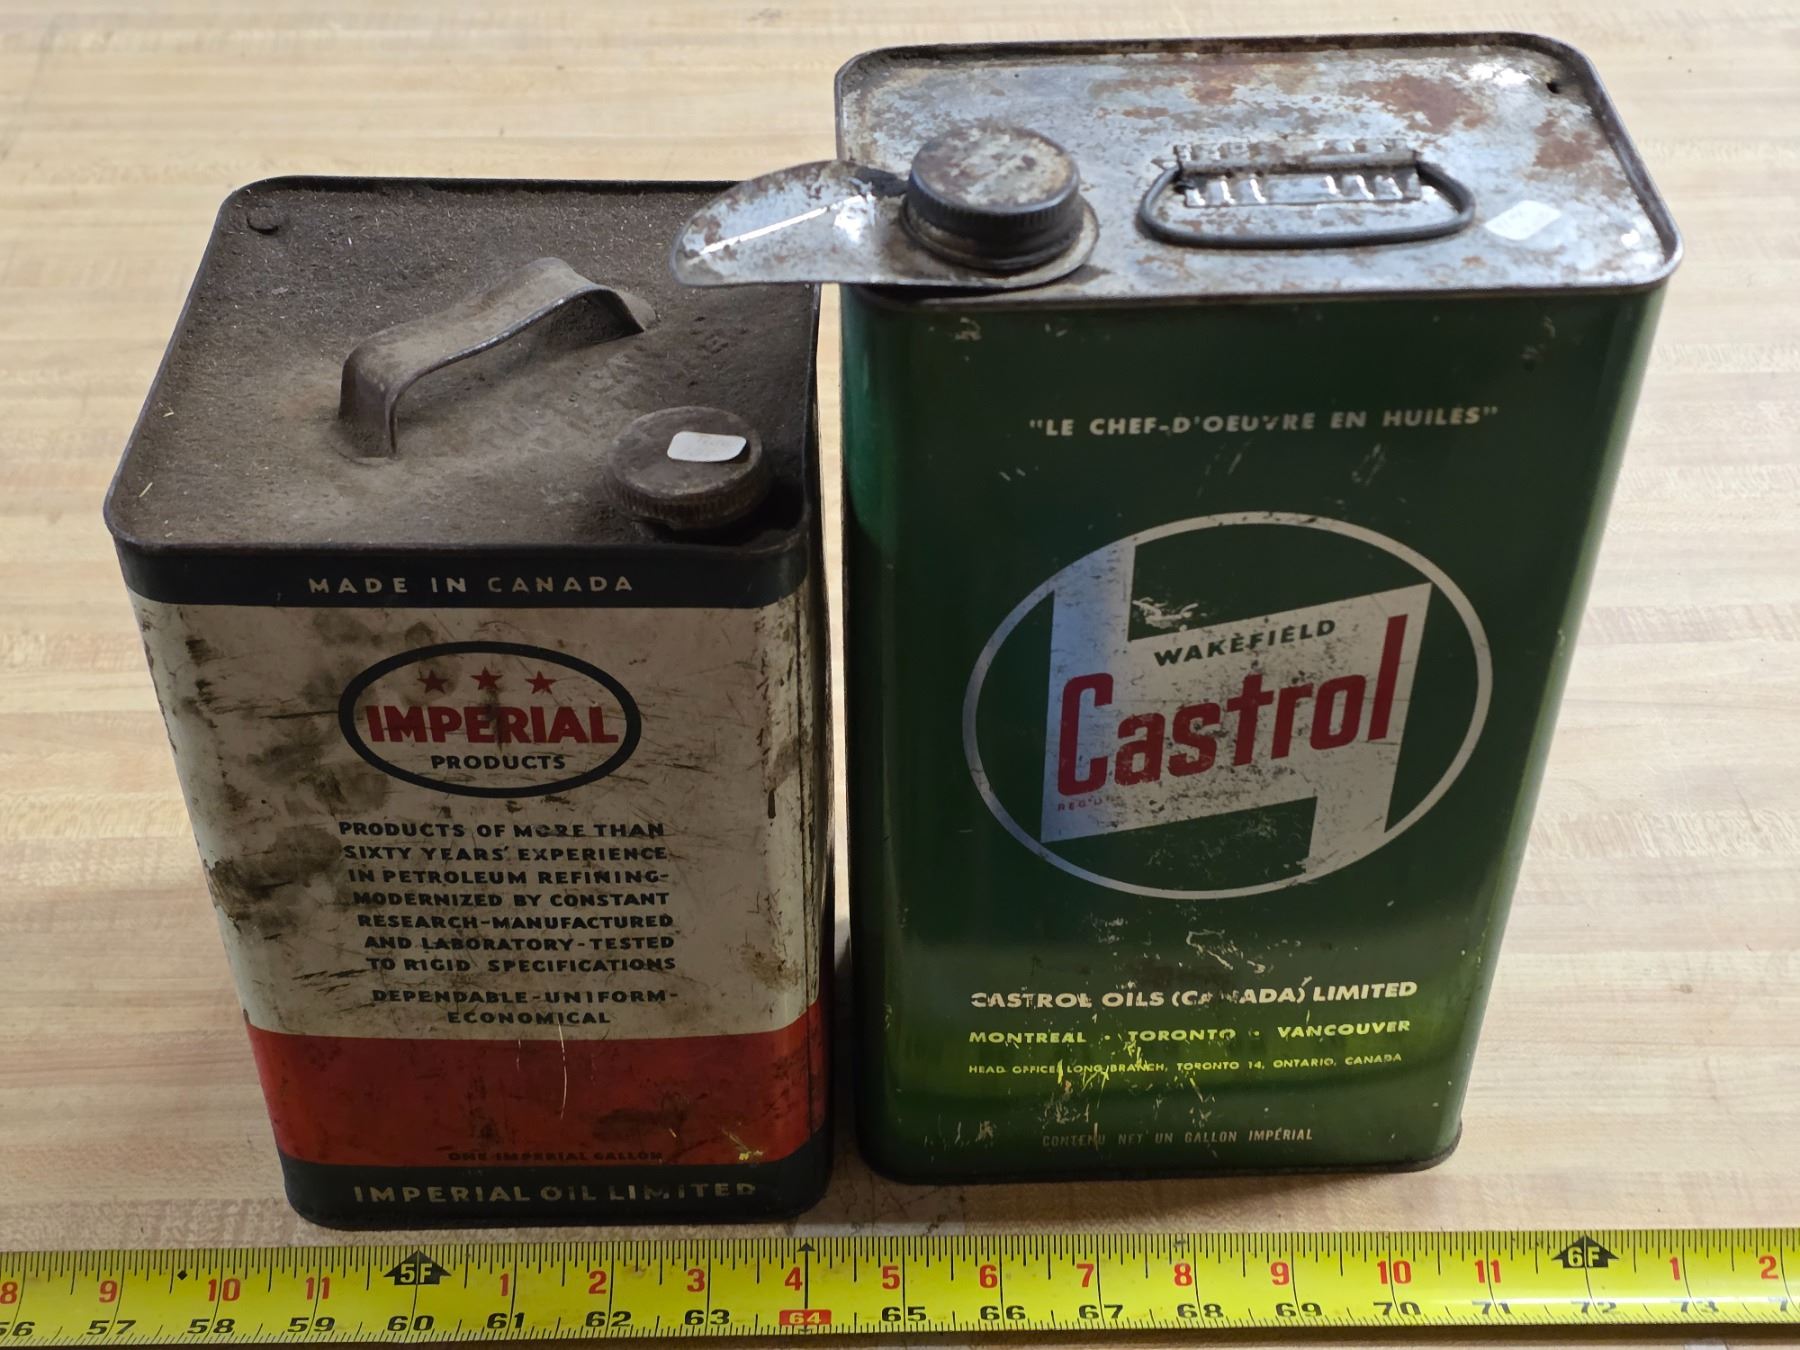 MADE IN CANADA
IMPERIAL
PRODUCTS
PRODUCTS OF MORE THAN
SIXTY YEARS' EXPERIENCE
IN PETROLEUM REFINING-
MODERNIZED BY CONSTANT
RESEARCH-MANUFACTURED
AND LABORATORY-TESTED
TO RIGID SPECIFICATIONS
DEPENDABLE-UNIFORM-
ECONOMICAL
ONE IMPERIAL GALLON
IMPERIAL OIL LIMITED
"LE CHEF-D'OEUVRE EN HUILES"
WAKEFIELD
Castrol
REG'D
CASTROL OILS (CANADA) LIMITED
MONTREAL • TORONTO • VANCOUVER
HEAD OFFICE, LONG BRANCH, TORONTO 14, ONTARIO, CANADA
CONTENU NET UN GALLON IMPÉRIAL
8 9 10 11 5F 1 2 3 4 5 6 7 8 9 10 11 6F 1 2
56 57 58 59 60 61 62 63 64 65 66 67 68 69 70 71 72 73